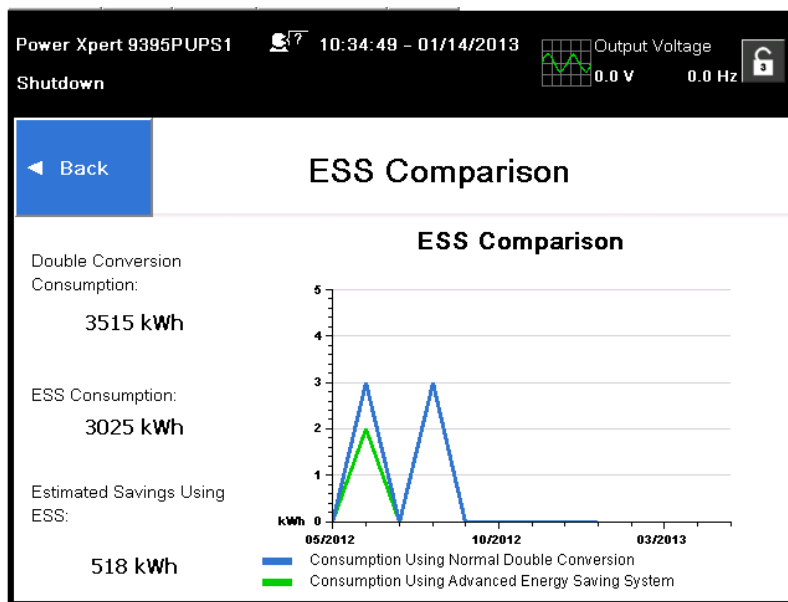 Power Xpert 9395PUPS1
?
10:34:49 - 01/14/2013
Output Voltage
0.0 V 0.0 Hz
3
Shutdown
◄ Back
ESS Comparison
Double Conversion
Consumption:
3515 kWh
ESS Consumption:
3025 kWh
Estimated Savings Using
ESS:
518 kWh
ESS Comparison
5
4
3
2
1
kWh 0
05/2012 10/2012 03/2013
Consumption Using Normal Double Conversion
Consumption Using Advanced Energy Saving System